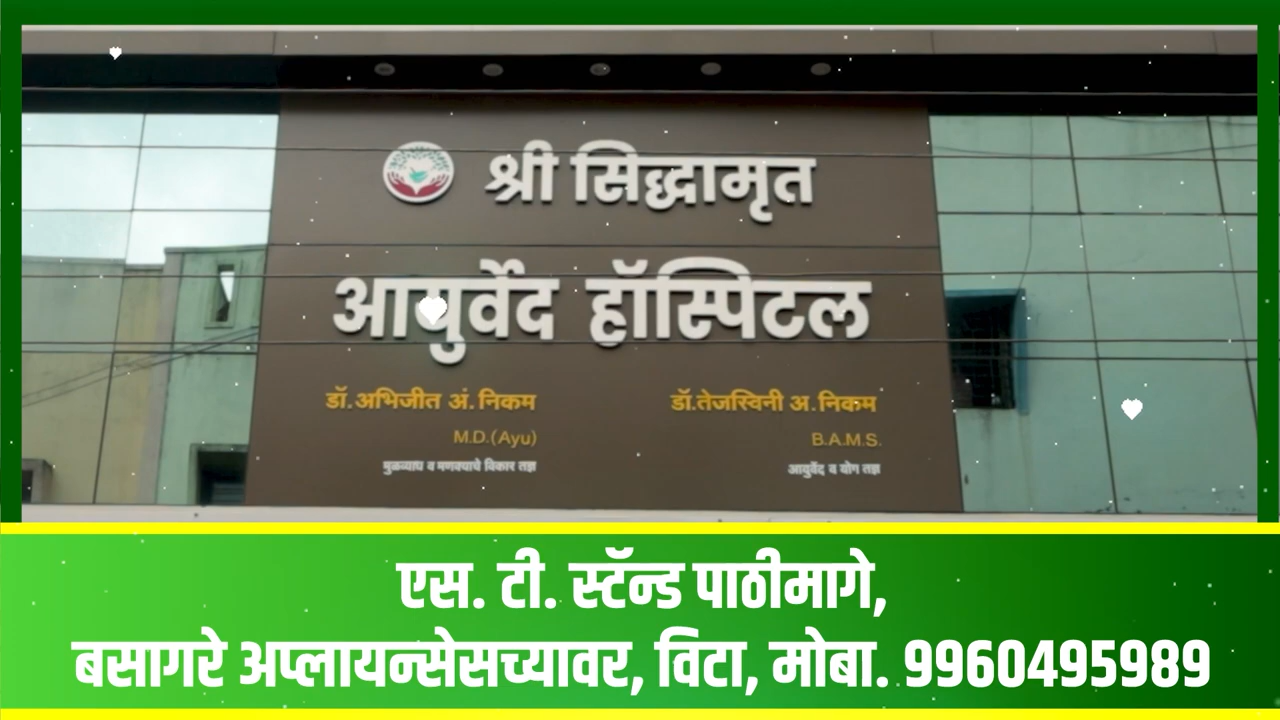 श्री सिद्धामृत
आयुर्वेद हॉस्पिटल
डॉ.अभिजीत अं.निकम
M.D.(Ayu)
मुळव्याध व मणक्याचे विकार तज्ञ
डॉ.तेजस्विनी अ.निकम
B.A.M.S.
आयुर्वेद व योग तज्ञ
एस. टी. स्टॅन्ड पाठीमागे,
बसागरे अप्लायन्सेसच्यावर, विटा, मोबा. 9960495989